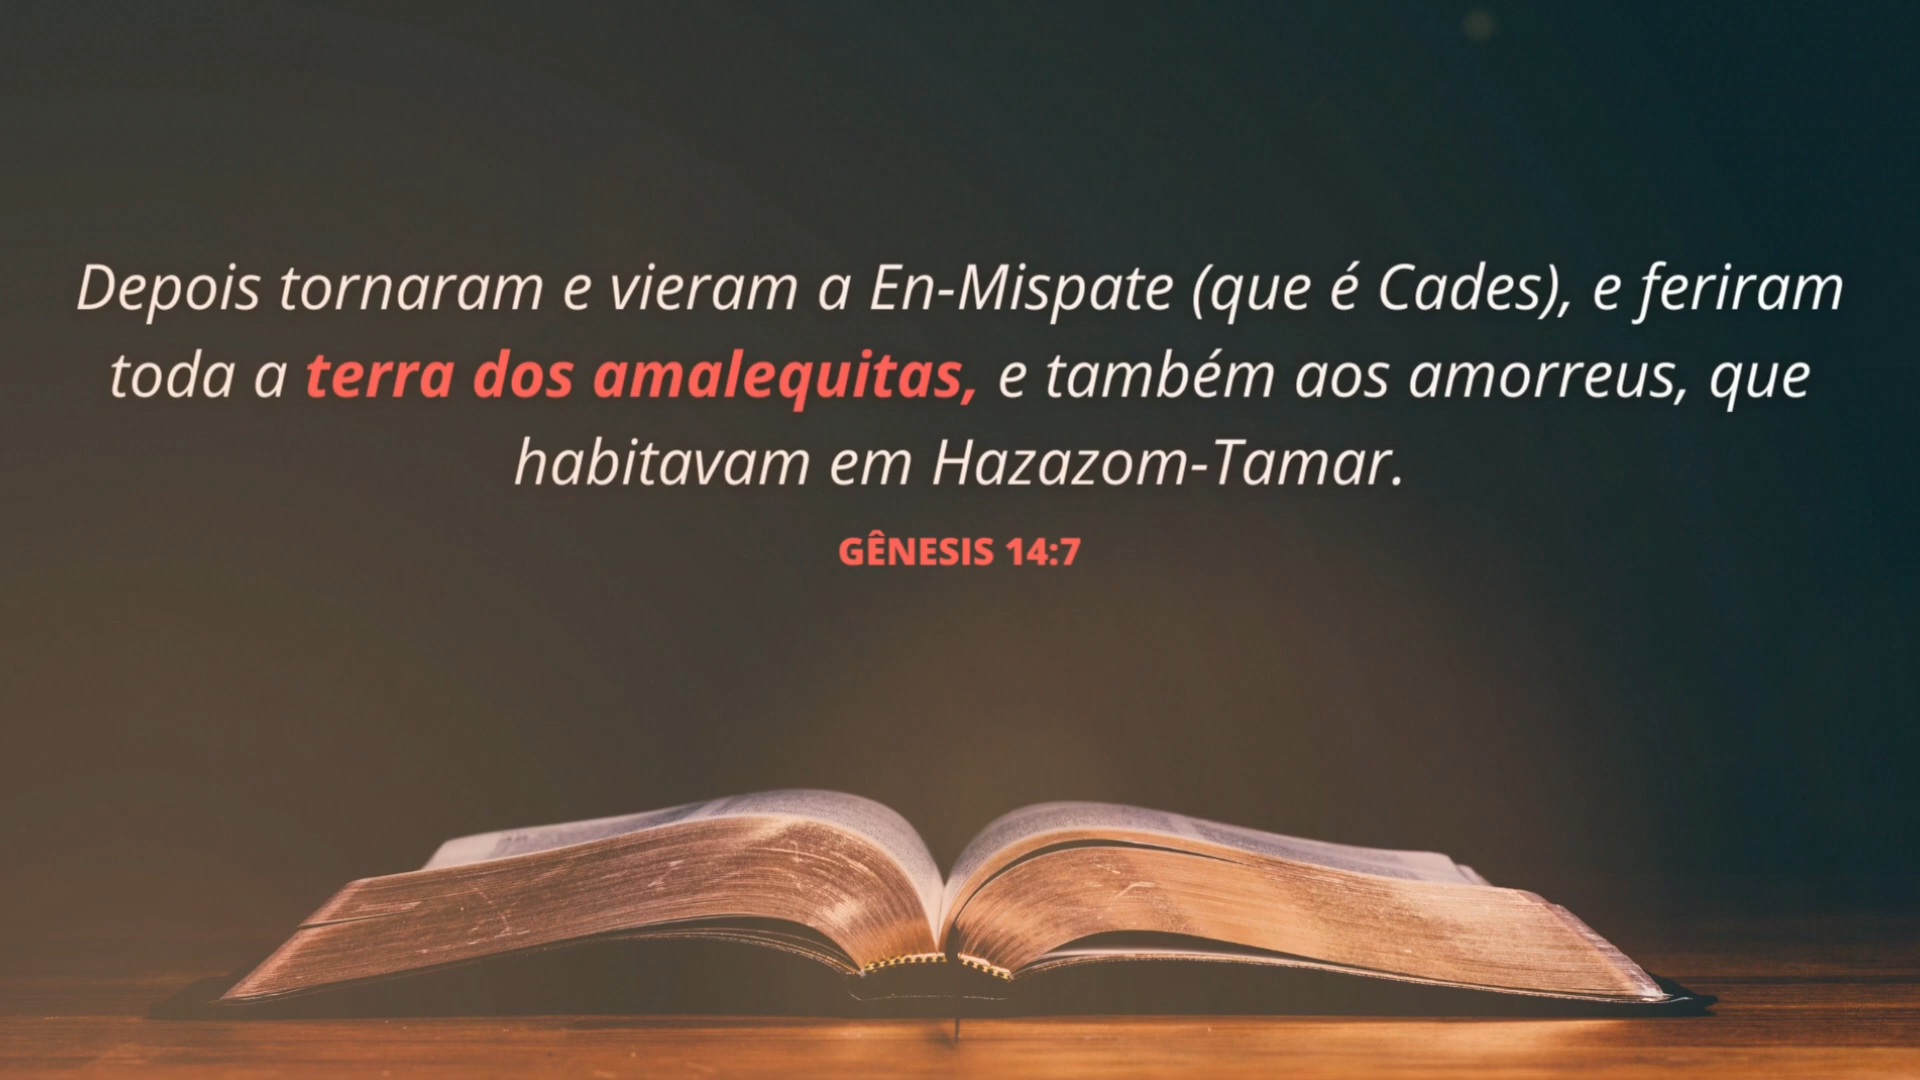 Depois tornaram e vieram a En-Mispate (que é Cades), e feriram
toda a terra dos amalequitas, e também aos amorreus, que
habitavam em Hazazom-Tamar.
GÊNESIS 14:7